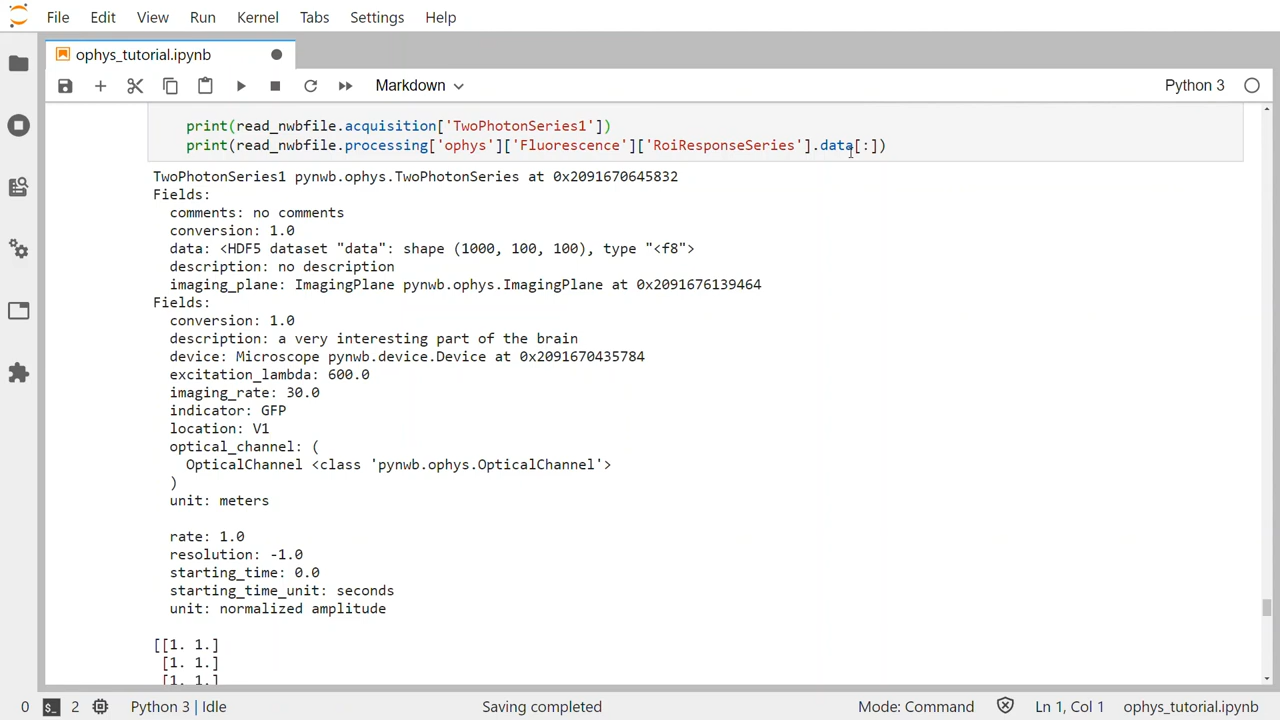 File Edit View Run Kernel Tabs Settings Help
ophys_tutorial.ipynb
Markdown Python 3
print(read_nwbfile.acquisition['TwoPhotonSeries1'])
print(read_nwbfile.processing['ophys']['Fluorescence']['RoiResponseSeries'].data[:])
TwoPhotonSeries1 pynwb.ophys.TwoPhotonSeries at 0x2091670645832
Fields:
comments: no comments
conversion: 1.0
data: <HDF5 dataset "data": shape (1000, 100, 100), type "<f8">
description: no description
imaging_plane: ImagingPlane pynwb.ophys.ImagingPlane at 0x2091676139464
Fields:
conversion: 1.0
description: a very interesting part of the brain
device: Microscope pynwb.device.Device at 0x2091670435784
excitation_lambda: 600.0
imaging_rate: 30.0
indicator: GFP
location: V1
optical_channel: (
OpticalChannel <class 'pynwb.ophys.OpticalChannel'>
)
unit: meters
rate: 1.0
resolution: -1.0
starting_time: 0.0
starting_time_unit: seconds
unit: normalized amplitude
[[1. 1.]
[1. 1.]
[1. 1.]
0 $_ 2 Python 3 | Idle Saving completed Mode: Command Ln 1, Col 1 ophys_tutorial.ipynb